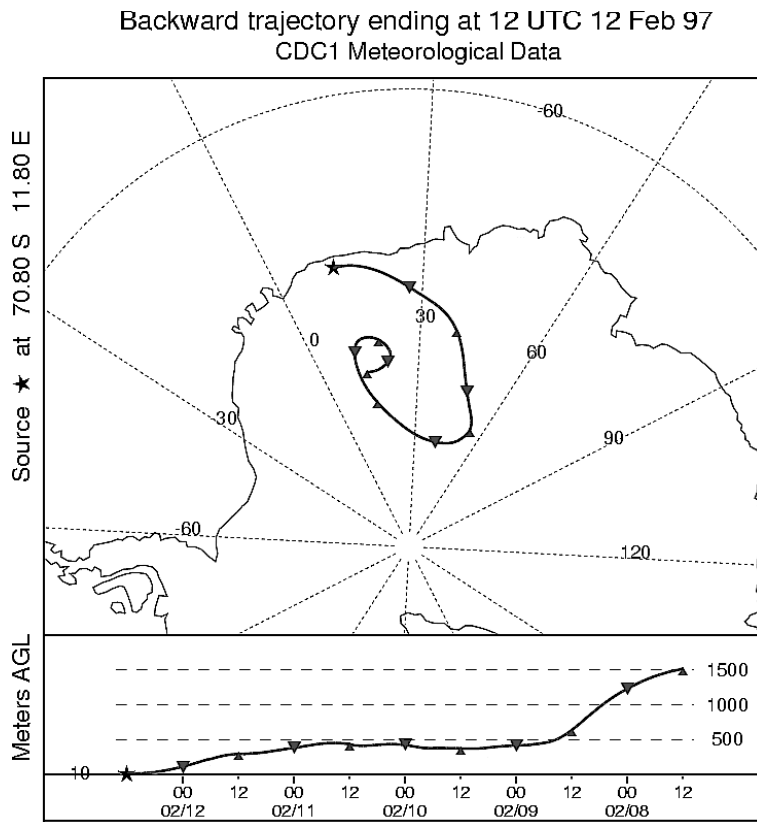 Backward trajectory ending at 12 UTC 12 Feb 97
CDC1 Meteorological Data
Source ★ at 70.80 S 11.80 E
-60
30
0
60
-30
90
-60
120
Meters AGL
1500
1000
500
10
00 12 00 12 00 12 00 12 00 12
02/12 02/11 02/10 02/09 02/08